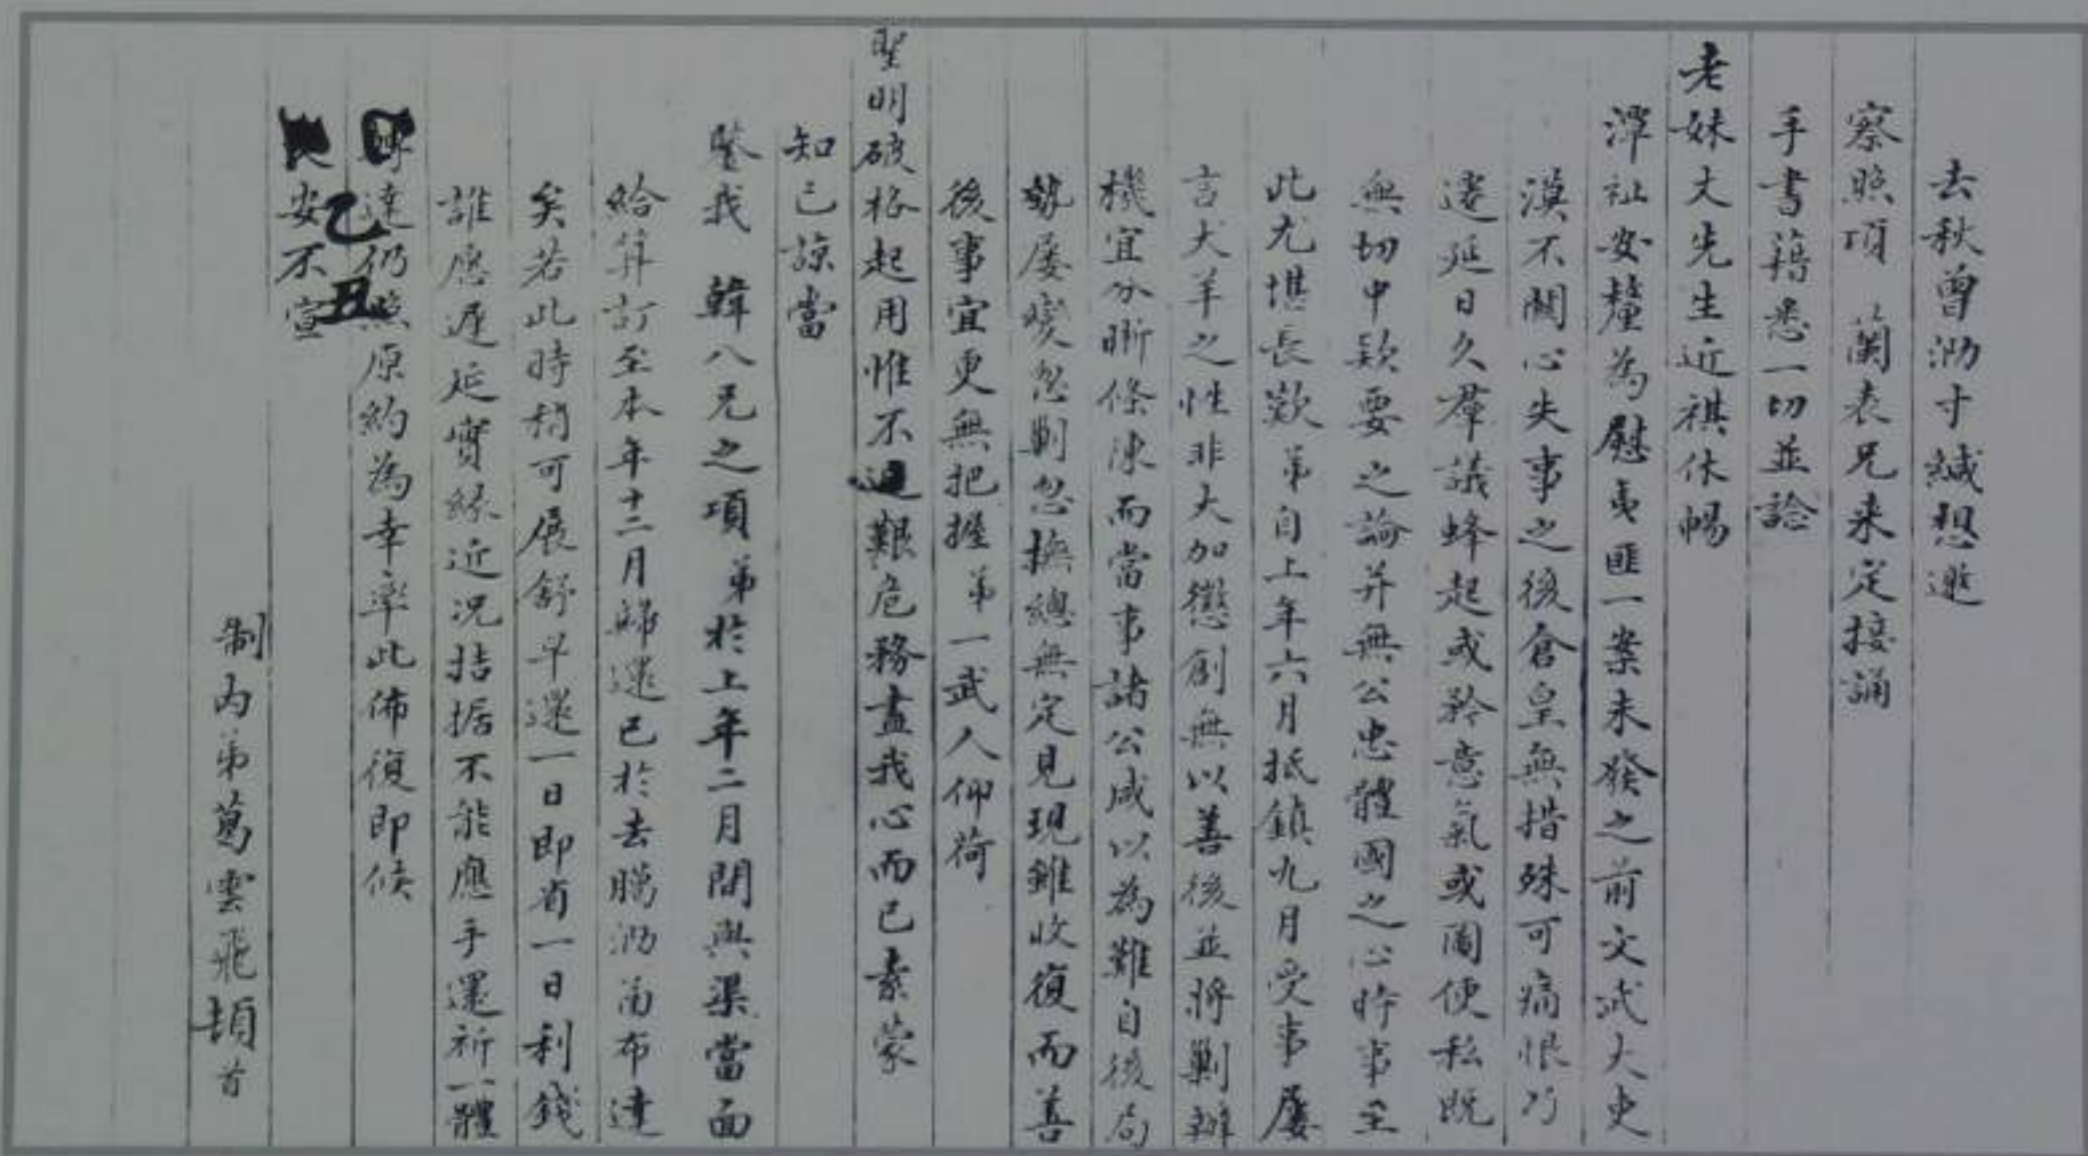 去秋曾泐寸緘想邀
察照頃 蘭表兄来定接誦
手書藉悉一切並諗
老妹丈先生近祺休暢
潭祉安釐為慰夷匪一案未發之前文武大吏
漠不關心失事之後倉皇無措殊可痛恨乃
遷延日久羣議蜂起或矜意氣或圖便私既
無切中欵要之論并無公忠體國之心時事至
此尤堪長歎弟自上年六月抵鎮九月受事屢
言犬羊之性非大加懲創無以善後並將剿辦
機宜分晰條陳而當事諸公咸以為難自後局
勢屡變忽剿忽撫總無定見現雖收復而善
後事宜更無把握弟一武人仰荷
聖明破格起用惟不避艱危務盡我心而已素蒙
知己諒當
鑒我 韓八兄之項弟於上年二月間與渠當面
給算訂至本年十二月歸還已於去臘泐函布達
矣若此時稍可展舒早還一日即省一日利錢
誰應遲延實緣近况拮据不能應手還祈一體
轉達仍照原約為幸率此佈復即候
安不宣
乙丑
制内弟葛雲飛頓首